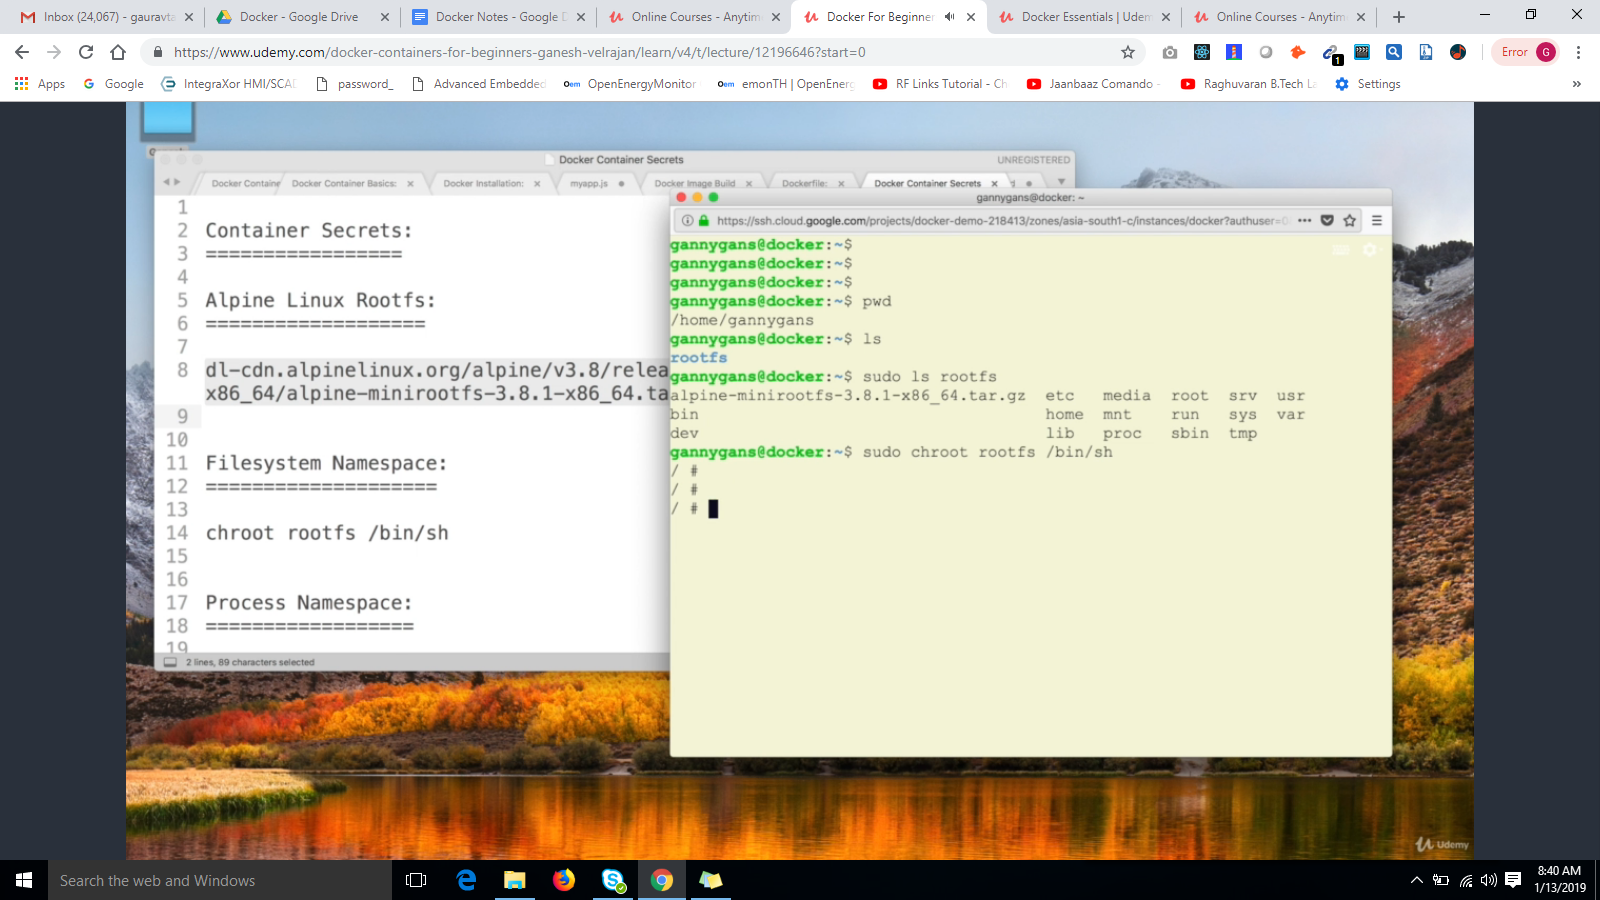 Inbox (24,067) - gauravta
Docker - Google Drive
Docker Notes - Google D
Online Courses - Anytim
Docker For Beginner
Docker Essentials | Udem
Online Courses - Anytim
https://www.udemy.com/docker-containers-for-beginners-ganesh-velrajan/learn/v4/t/lecture/12196646?start=0
1
Error G
Apps
Google
IntegraXor HMI/SCAD
password_
Advanced Embedded
OpenEnergyMonitor
emonTH | OpenEnerg
RF Links Tutorial - Ch
Jaanbaaz Comando -
Raghuvaran B.Tech La
Settings
Docker Container Secrets
UNREGISTERED
Docker Containe
Docker Container Basics:
Docker Installation:
myapp.js
Docker Image Build
Dockerfile:
Docker Container Secrets
1
2 Container Secrets:
3 =================
4
5 Alpine Linux Rootfs:
6 ===================
7
8 dl-cdn.alpinelinux.org/alpine/v3.8/relea
x86_64/alpine-minirootfs-3.8.1-x86_64.ta
9
10
11 Filesystem Namespace:
12 ====================
13
14 chroot rootfs /bin/sh
15
16
17 Process Namespace:
18 ==================
19
2 lines, 89 characters selected
gannygans@docker: ~
https://ssh.cloud.google.com/projects/docker-demo-218413/zones/asia-south1-c/instances/docker?authuser=0
gannygans@docker:~$
gannygans@docker:~$
gannygans@docker:~$
gannygans@docker:~$ pwd
/home/gannygans
gannygans@docker:~$ ls
rootfs
gannygans@docker:~$ sudo ls rootfs
alpine-minirootfs-3.8.1-x86_64.tar.gz etc media root srv usr
bin home mnt run sys var
dev lib proc sbin tmp
gannygans@docker:~$ sudo chroot rootfs /bin/sh
/ #
/ #
/ #
Udemy
Search the web and Windows
8:40 AM
1/13/2019